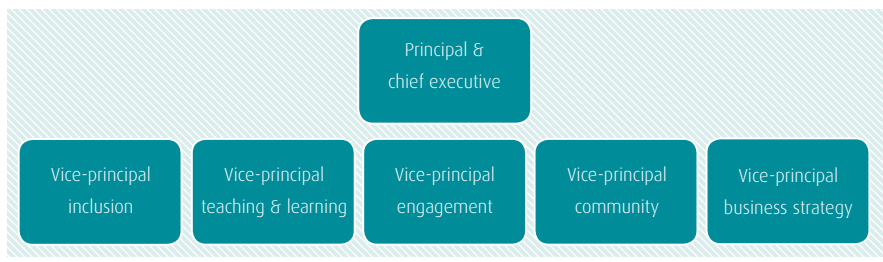 Principal &
chief executive
Vice-principal
inclusion
Vice-principal
teaching & learning
Vice-principal
engagement
Vice-principal
community
Vice-principal
business strategy